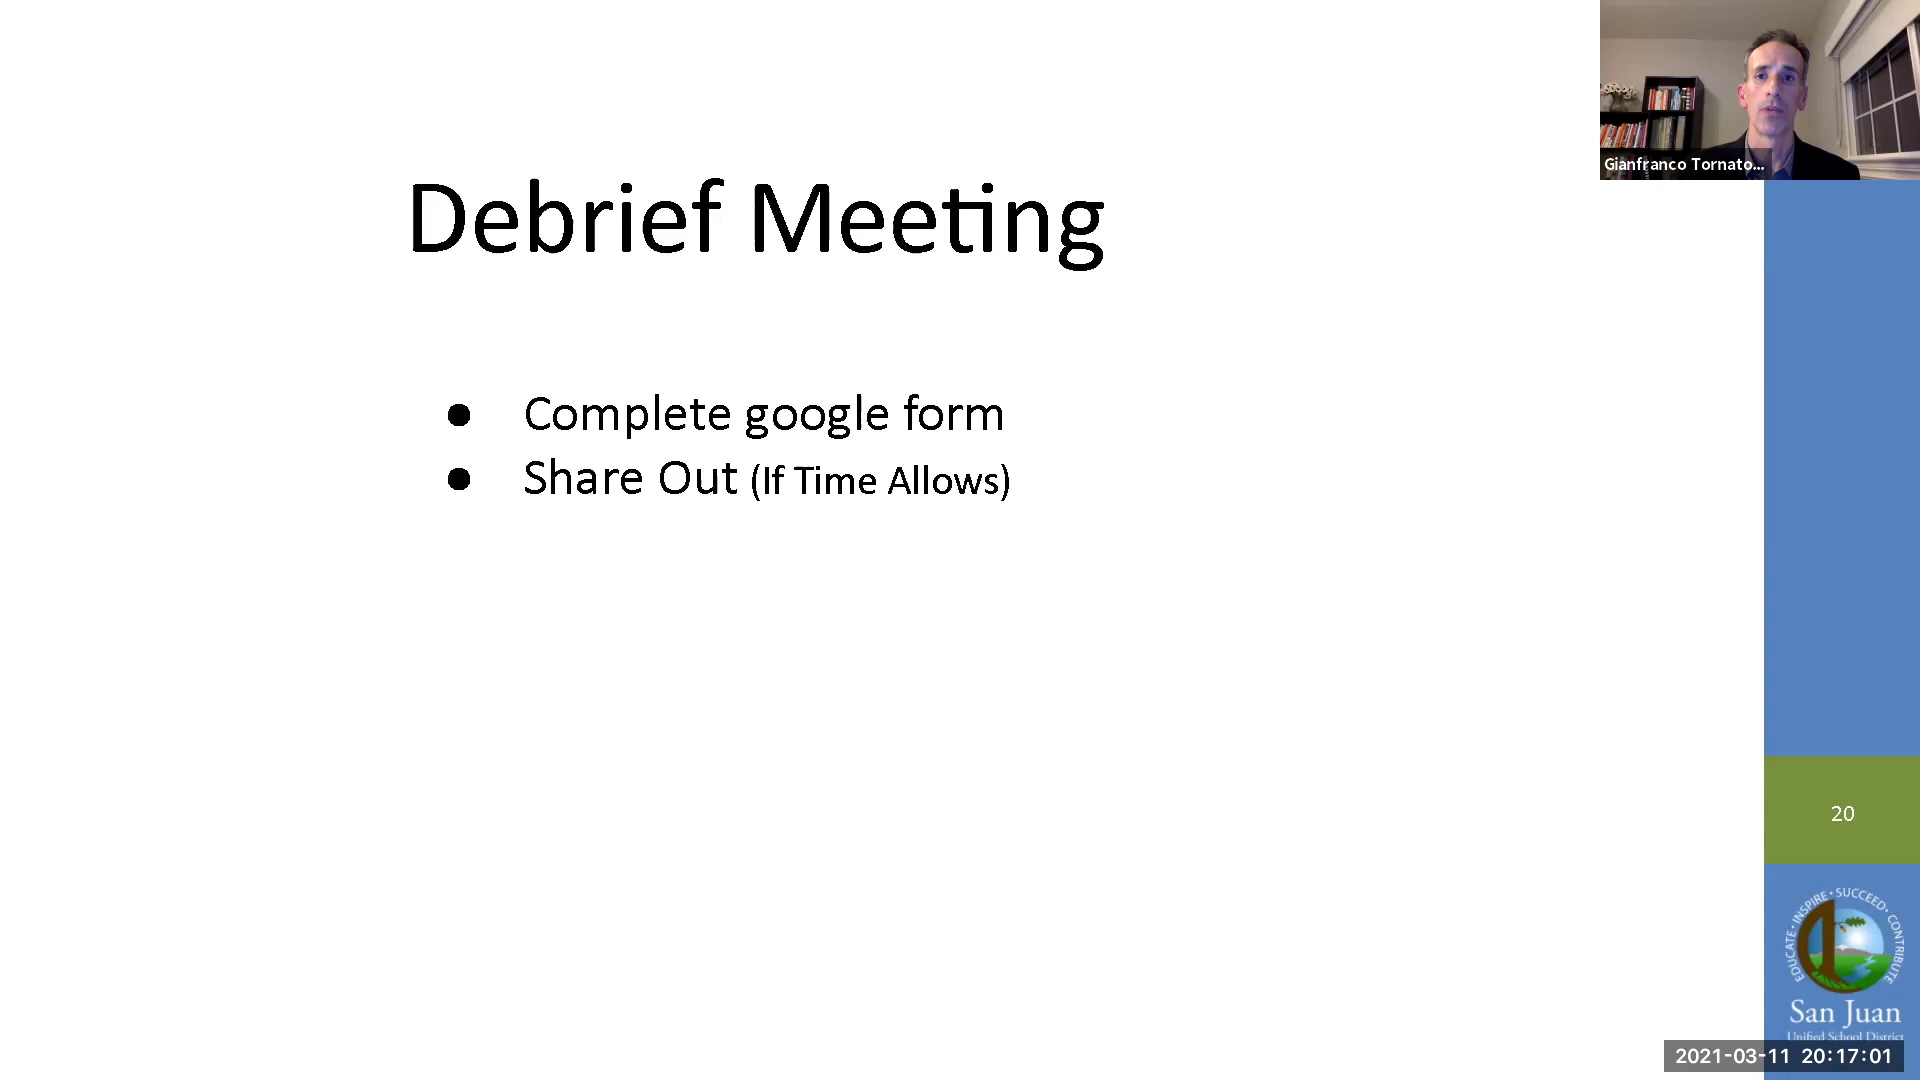 Gianfranco Tornato...
Debrief Meeting
● Complete google form
● Share Out (If Time Allows)
20
EDUCATE • INSPIRE • SUCCEED • CONTRIBUTE
San Juan
Unified School District
2021-03-11 20:17:01